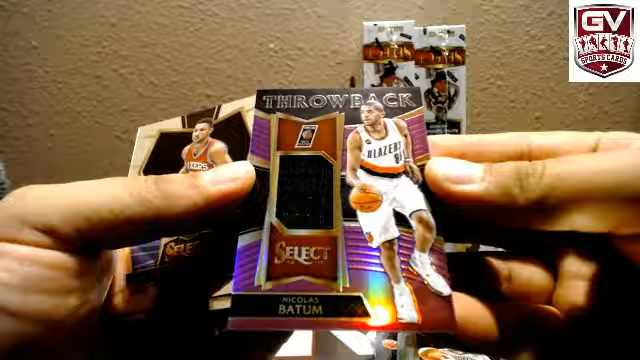 GV
SPORTS CARDS
THROWBACK
BLAZERS
SELECT
NICOLAS
BATUM
SELECT